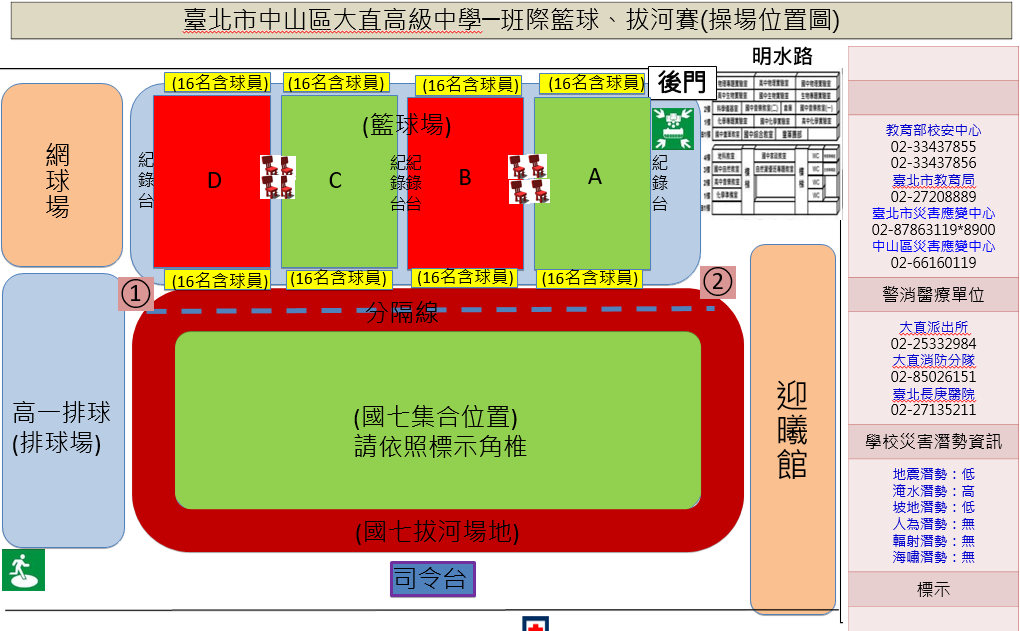 臺北市中山區大直高級中學─班際籃球、拔河賽(操場位置圖)
明水路
後門
(16名含球員)
(16名含球員)
(16名含球員)
(16名含球員)
(籃球場)
網球場
紀錄台
D
C
紀錄台
紀錄台
B
A
紀錄台
(16名含球員)
(16名含球員)
(16名含球員)
(16名含球員)
①
②
分隔線
高一排球
(排球場)
(國七集合位置)
請依照標示角椎
(國七拔河場地)
司令台
迎曦館
教育部校安中心
02-33437855
02-33437856
臺北市教育局
02-27208889
臺北市災害應變中心
02-87863119*8900
中山區災害應變中心
02-66160119
警消醫療單位
大直派出所
02-25332984
大直消防分隊
02-85026151
臺北長庚醫院
02-27135211
學校災害潛勢資訊
地震潛勢：低
淹水潛勢：高
坡地潛勢：低
人為潛勢：無
輻射潛勢：無
海嘯潛勢：無
標示